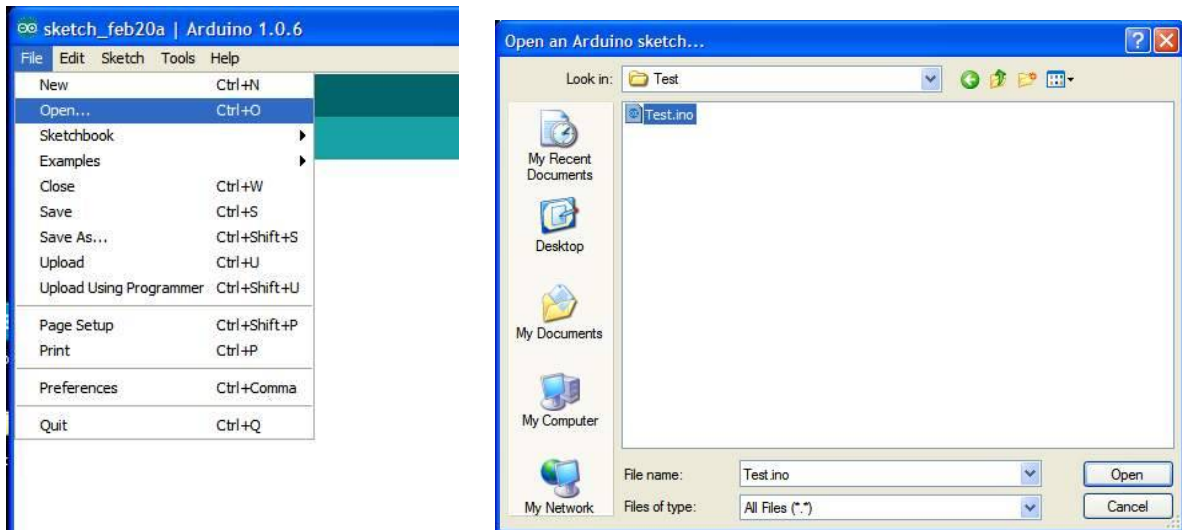 sketch_feb20a | Arduino 1.0.6
File Edit Sketch Tools Help
New Ctrl+N
Open... Ctrl+O
Sketchbook
Examples
Close Ctrl+W
Save Ctrl+S
Save As... Ctrl+Shift+S
Upload Ctrl+U
Upload Using Programmer Ctrl+Shift+U
Page Setup Ctrl+Shift+P
Print Ctrl+P
Preferences Ctrl+Comma
Quit Ctrl+Q
Open an Arduino sketch...
Look in: Test
Test.ino
My Recent
Documents
Desktop
My Documents
My Computer
My Network
File name: Test.ino Open
Files of type: All Files (*.*) Cancel